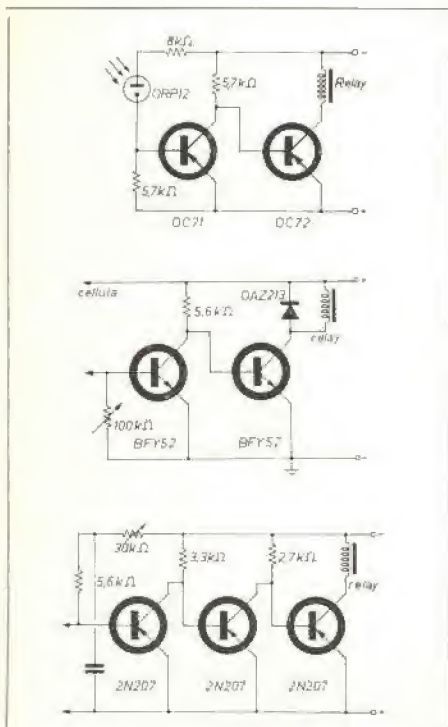 8kΩ
ORP12
5,7kΩ
Relay
5,7kΩ
OC71
OC72
cellula
5,6kΩ
OAZ213
relay
100kΩ
BFY52
BFY52
30kΩ
3,3kΩ
2,7kΩ
5,6kΩ
relay
2N207
2N207
2N207